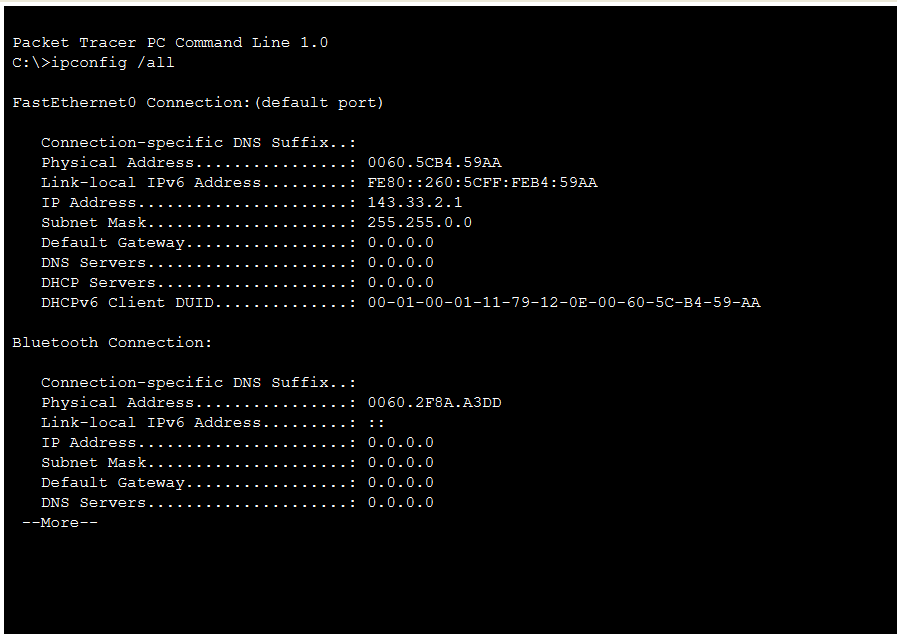 Packet Tracer PC Command Line 1.0
C:\>ipconfig /all
FastEthernet0 Connection:(default port)
Connection-specific DNS Suffix..:
Physical Address................: 0060.5CB4.59AA
Link-local IPv6 Address.........: FE80::260:5CFF:FEB4:59AA
IP Address......................: 143.33.2.1
Subnet Mask.....................: 255.255.0.0
Default Gateway.................: 0.0.0.0
DNS Servers.....................: 0.0.0.0
DHCP Servers....................: 0.0.0.0
DHCPv6 Client DUID..............: 00-01-00-01-11-79-12-0E-00-60-5C-B4-59-AA
Bluetooth Connection:
Connection-specific DNS Suffix..:
Physical Address................: 0060.2F8A.A3DD
Link-local IPv6 Address.........: ::
IP Address......................: 0.0.0.0
Subnet Mask.....................: 0.0.0.0
Default Gateway.................: 0.0.0.0
DNS Servers.....................: 0.0.0.0
--More--